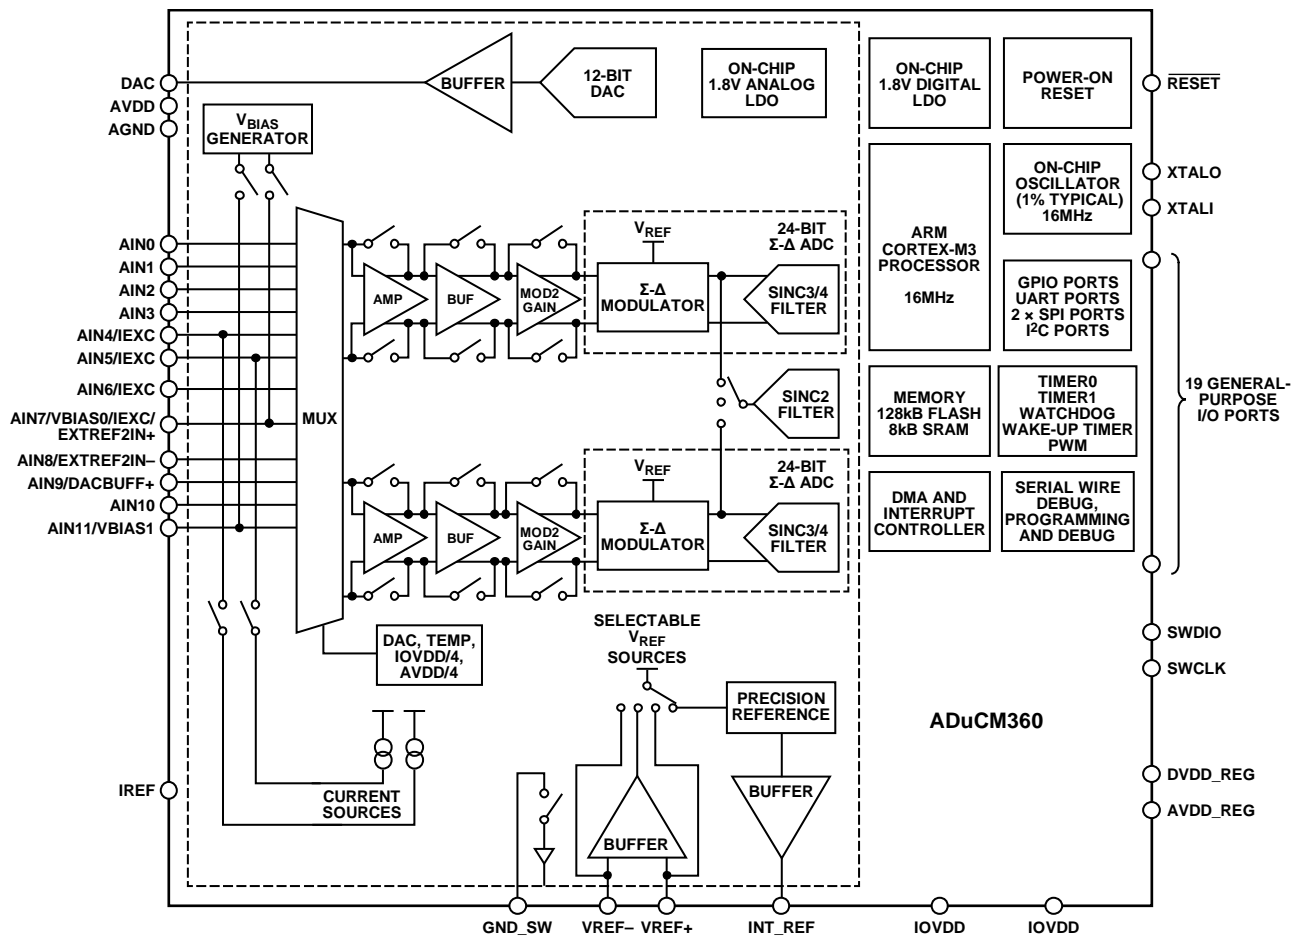 DAC
AVDD
AGND
VBIAS
GENERATOR
BUFFER
12-BIT
DAC
ON-CHIP
1.8V ANALOG
LDO
ON-CHIP
1.8V DIGITAL
LDO
POWER-ON
RESET
RESET
XTALO
XTALI
ARM
CORTEX-M3
PROCESSOR
16MHz
ON-CHIP
OSCILLATOR
(1% TYPICAL)
16MHz
GPIO PORTS
UART PORTS
2 × SPI PORTS
I2C PORTS
AIN0
AIN1
AIN2
AIN3
AIN4/IEXC
AIN5/IEXC
AIN6/IEXC
AIN7/VBIAS0/IEXC/
EXTREF2IN+
AIN8/EXTREF2IN–
AIN9/DACBUFF+
AIN10
AIN11/VBIAS1
MUX
AMP
BUF
MOD2
GAIN
VREF
24-BIT
Σ-Δ ADC
Σ-Δ
MODULATOR
SINC3/4
FILTER
SINC2
FILTER
AMP
BUF
MOD2
GAIN
VREF
24-BIT
Σ-Δ ADC
Σ-Δ
MODULATOR
SINC3/4
FILTER
MEMORY
128kB FLASH
8kB SRAM
TIMER0
TIMER1
WATCHDOG
WAKE-UP TIMER
PWM
19 GENERAL-
PURPOSE
I/O PORTS
DMA AND
INTERRUPT
CONTROLLER
SERIAL WIRE
DEBUG,
PROGRAMMING
AND DEBUG
SWDIO
SWCLK
DAC, TEMP,
IOVDD/4,
AVDD/4
SELECTABLE
VREF
SOURCES
PRECISION
REFERENCE
ADuCM360
IREF
CURRENT
SOURCES
BUFFER
BUFFER
DVDD_REG
AVDD_REG
GND_SW
VREF–
VREF+
INT_REF
IOVDD
IOVDD